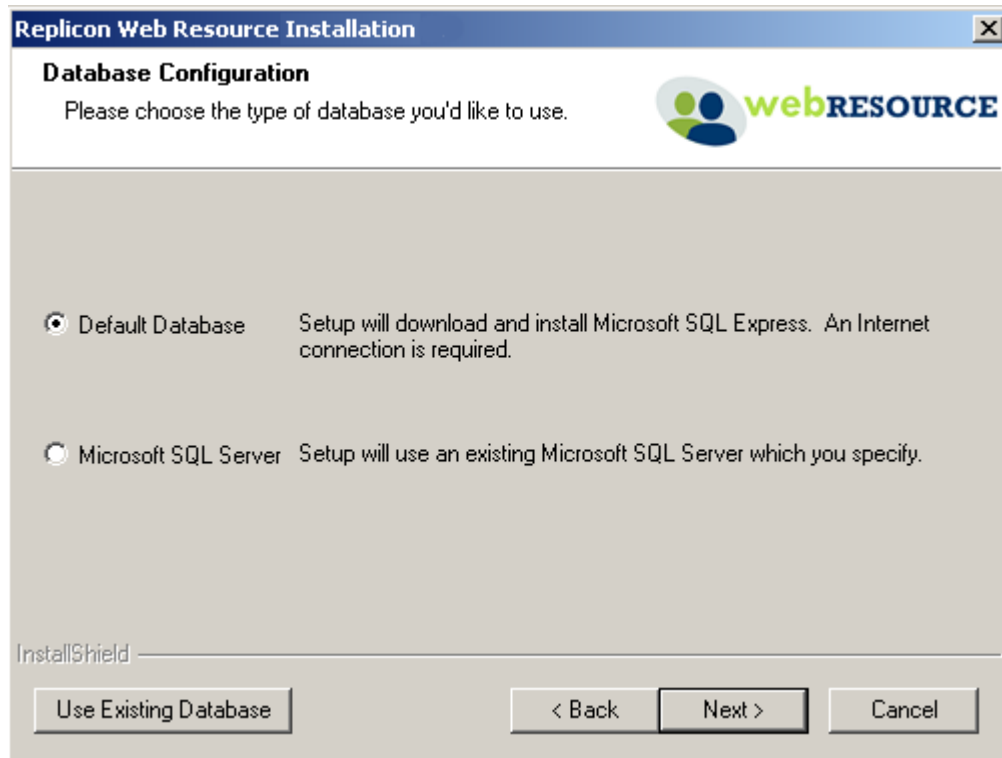 Replicon Web Resource Installation
Database Configuration
Please choose the type of database you'd like to use.
webRESOURCE
Default Database
Setup will download and install Microsoft SQL Express.  An Internet
connection is required.
Microsoft SQL Server
Setup will use an existing Microsoft SQL Server which you specify.
InstallShield
Use Existing Database
< Back
Next >
Cancel